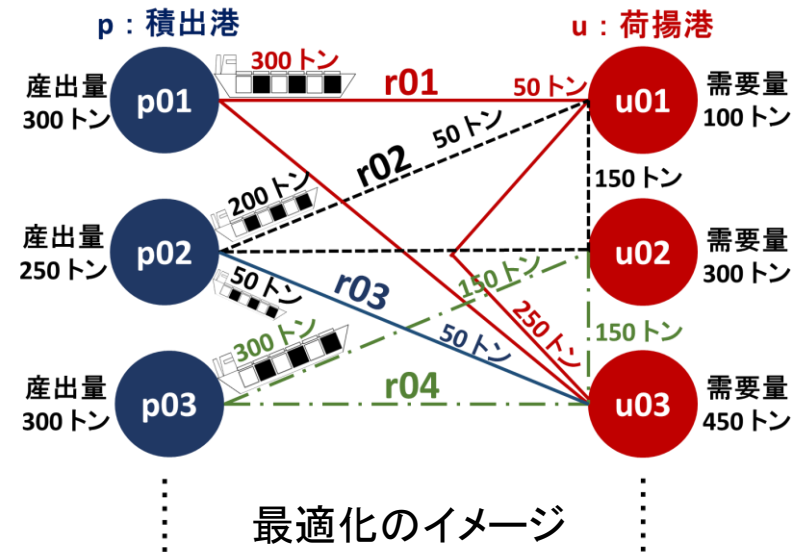 p：積出港
u：荷揚港
産出量
300トン
p01
300トン
r01
50トン
u01
需要量
100トン
r02
50トン
150トン
200トン
産出量
250トン
p02
u02
需要量
300トン
50トン
r03
150トン
300トン
50トン
250トン
150トン
産出量
300トン
p03
r04
u03
需要量
450トン
最適化のイメージ